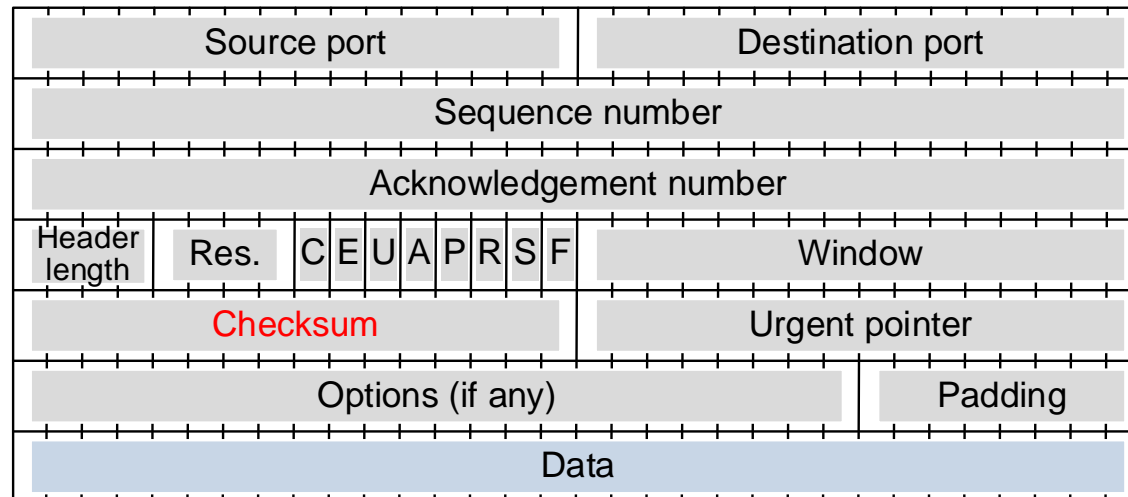 Source port Destination port
Sequence number
Acknowledgement number
Header
length Res. C E U A P R S F Window
Checksum Urgent pointer
Options (if any) Padding
Data